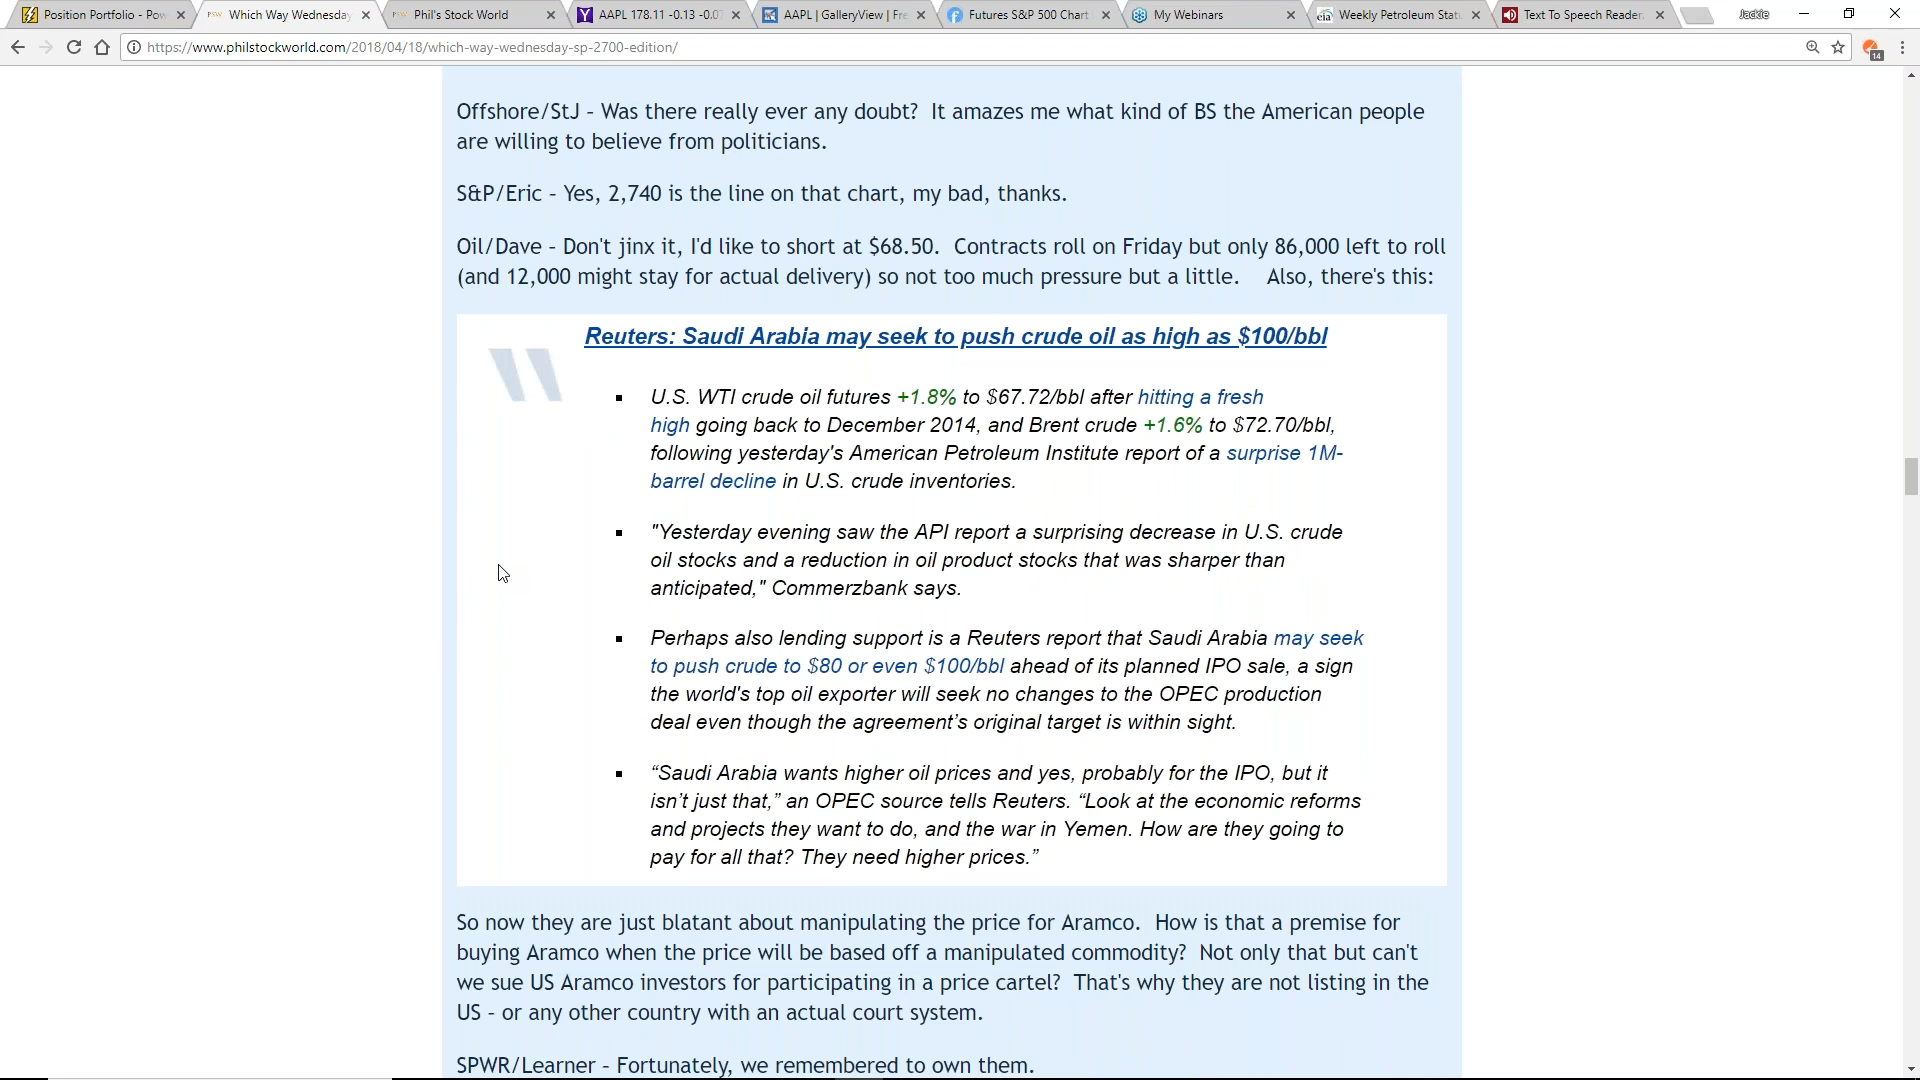 Position Portfolio - Pow
Which Way Wednesday
Phil's Stock World
AAPL 178.11 -0.13 -0.07
AAPL | GalleryView | Fre
Futures S&P 500 Chart
My Webinars
Weekly Petroleum Stat
Text To Speech Reader
Jackie
https://www.philstockworld.com/2018/04/18/which-way-wednesday-sp-2700-edition/
14
Offshore/StJ – Was there really ever any doubt? It amazes me what kind of BS the American people
are willing to believe from politicians.
S&P/Eric – Yes, 2,740 is the line on that chart, my bad, thanks.
Oil/Dave – Don't jinx it, I'd like to short at $68.50. Contracts roll on Friday but only 86,000 left to roll
(and 12,000 might stay for actual delivery) so not too much pressure but a little. Also, there's this:
Reuters: Saudi Arabia may seek to push crude oil as high as $100/bbl
▪ U.S. WTI crude oil futures +1.8% to $67.72/bbl after hitting a fresh
high going back to December 2014, and Brent crude +1.6% to $72.70/bbl,
following yesterday's American Petroleum Institute report of a surprise 1M-
barrel decline in U.S. crude inventories.
▪ "Yesterday evening saw the API report a surprising decrease in U.S. crude
oil stocks and a reduction in oil product stocks that was sharper than
anticipated," Commerzbank says.
▪ Perhaps also lending support is a Reuters report that Saudi Arabia may seek
to push crude to $80 or even $100/bbl ahead of its planned IPO sale, a sign
the world's top oil exporter will seek no changes to the OPEC production
deal even though the agreement’s original target is within sight.
▪ “Saudi Arabia wants higher oil prices and yes, probably for the IPO, but it
isn’t just that,” an OPEC source tells Reuters. “Look at the economic reforms
and projects they want to do, and the war in Yemen. How are they going to
pay for all that? They need higher prices.”
So now they are just blatant about manipulating the price for Aramco. How is that a premise for
buying Aramco when the price will be based off a manipulated commodity? Not only that but can't
we sue US Aramco investors for participating in a price cartel? That's why they are not listing in the
US – or any other country with an actual court system.
SPWR/Learner – Fortunately, we remembered to own them.